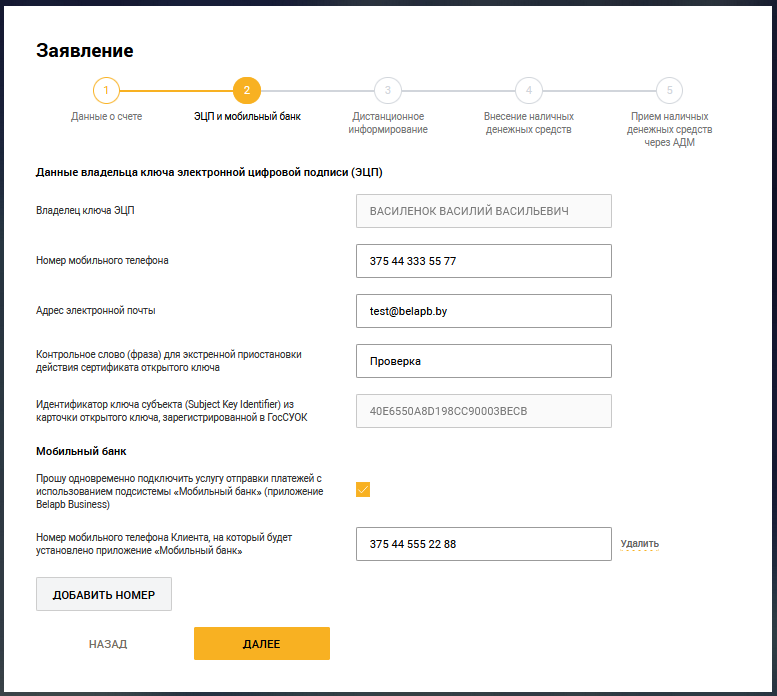 Заявление
1
2
3
4
5
Данные о счете
ЭЦП и мобильный банк
Дистанционное
информирование
Внесение наличных
денежных средств
Прием наличных
денежных средств
через АДМ
Данные владельца ключа электронной цифровой подписи (ЭЦП)
Владелец ключа ЭЦП
ВАСИЛЕНОК ВАСИЛИЙ ВАСИЛЬЕВИЧ
Номер мобильного телефона
375 44 333 55 77
Адрес электронной почты
test@belapb.by
Контрольное слово (фраза) для экстренной приостановки
действия сертификата открытого ключа
Проверка
Идентификатор ключа субъекта (Subject Key Identifier) из
карточки открытого ключа, зарегистрированной в ГосСУОК
40E6550A8D198CC90003BECB
Мобильный банк
Прошу одновременно подключить услугу отправки платежей с
использованием подсистемы «Мобильный банк» (приложение
Belapb Business)
Номер мобильного телефона Клиента, на который будет
установлено приложение «Мобильный банк»
375 44 555 22 88
Удалить
ДОБАВИТЬ НОМЕР
НАЗАД
ДАЛЕЕ